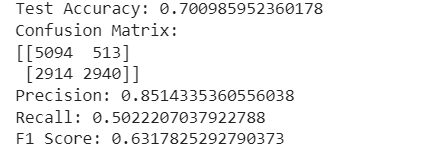 Test Accuracy: 0.700985952360178
Confusion Matrix:
[[5094  513]
 [2914 2940]]
Precision: 0.8514335360556038
Recall: 0.5022207037922788
F1 Score: 0.6317825292790373